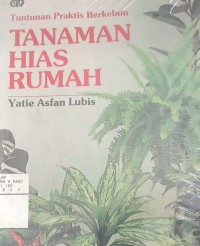 Tuntunan Praktis Berkebun
TANAMAN
HIAS
RUMAH
Yatie Asfan Lubis